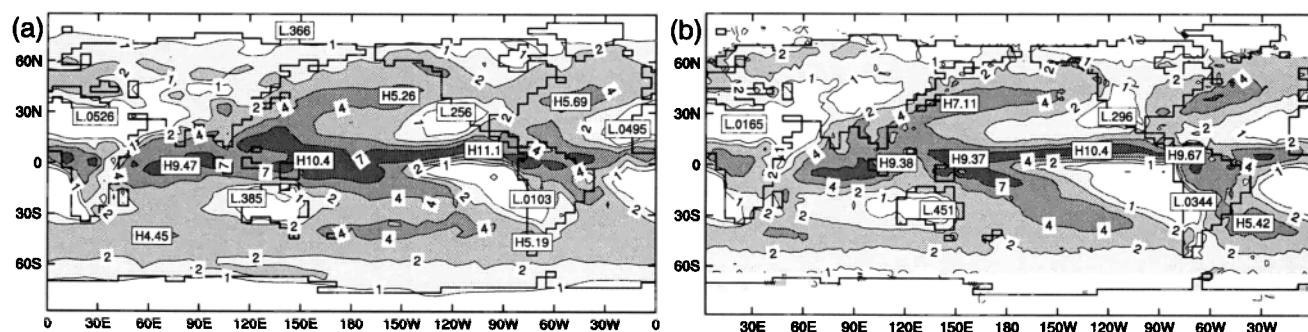 (a)
L.366
60N
H5.26
H5.69
30N
L.0526
L.256
L.0495
0
H9.47
H10.4
H11.1
7
L.385
L.0103
30S
H4.45
H5.19
60S
0 30E 60E 90E 120E 150E 180 150W 120W 90W 60W 30W 0
(b)
60N
H7.11
30N
L.0165
L.296
0
H9.38
H9.37
H10.4
H9.67
7
L.451
L.0344
30S
H5.42
60S
30E 60E 90E 120E 150E 180 150W 120W 90W 60W 30W